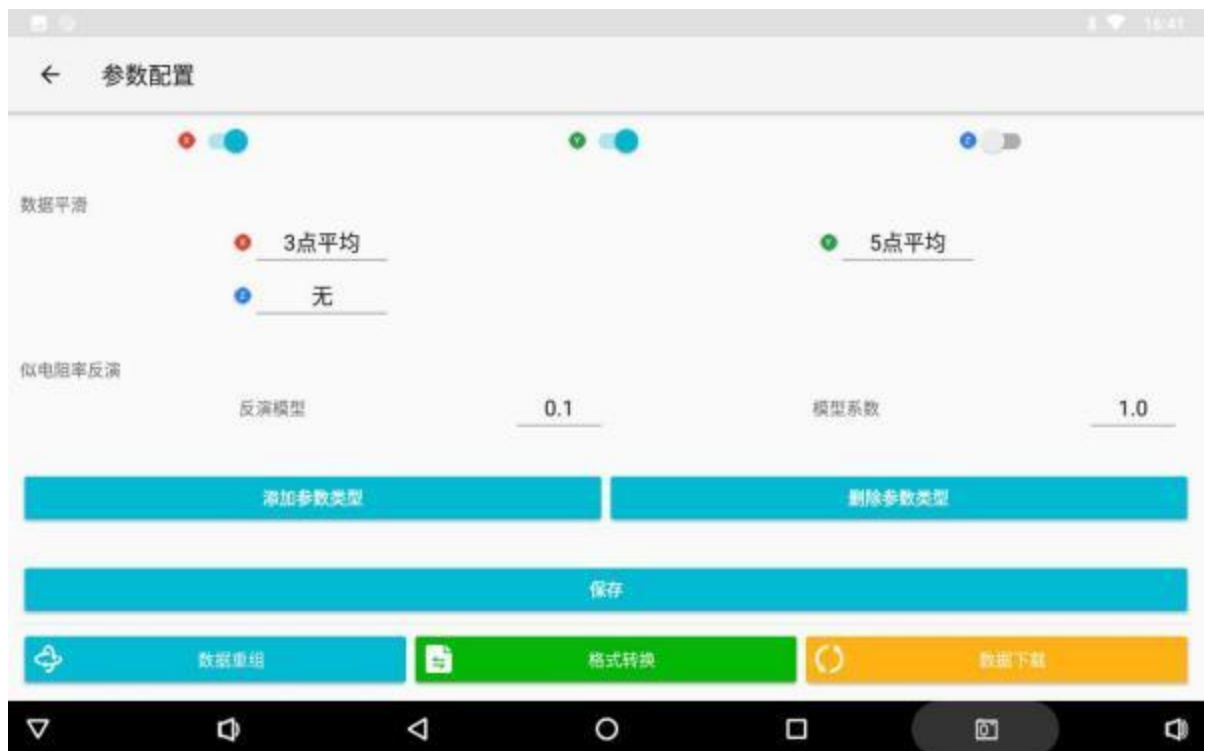 16:41
参数配置
X Y Z
数据平滑
X 3点平均 Y 5点平均
Z 无
似电阻率反演
反演模型 0.1 模型系数 1.0
添加参数类型 删除参数类型
保存
数据重组 格式转换 数据下载